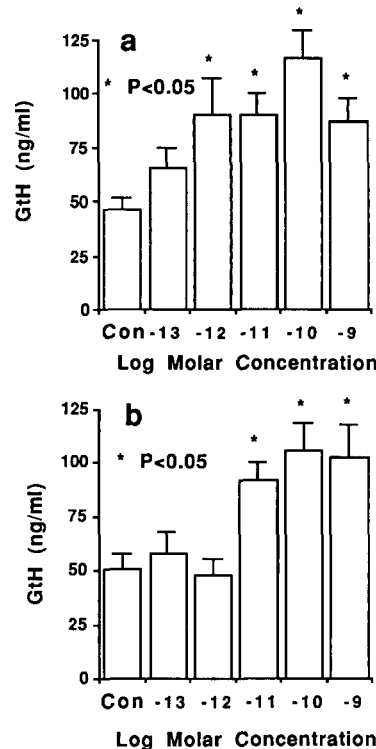 a
125
* P<0.05
100
75
50
25
0
GtH (ng/ml)
* * * *
Con -13 -12 -11 -10 -9
Log Molar Concentration
b
125
* P<0.05
100
75
50
25
0
GtH (ng/ml)
* * *
Con -13 -12 -11 -10 -9
Log Molar Concentration